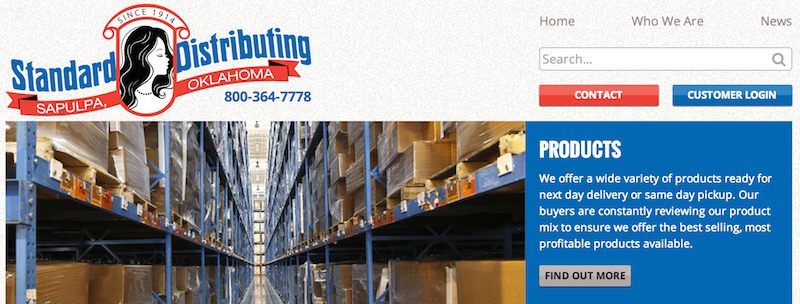 SINCE 1914
Standard Distributing
SAPULPA, OKLAHOMA
800-364-7778
Home Who We Are News
Search...
CONTACT CUSTOMER LOGIN
PRODUCTS
We offer a wide variety of products ready for
next day delivery or same day pickup. Our
buyers are constantly reviewing our product
mix to ensure we offer the best selling, most
profitable products available.
FIND OUT MORE